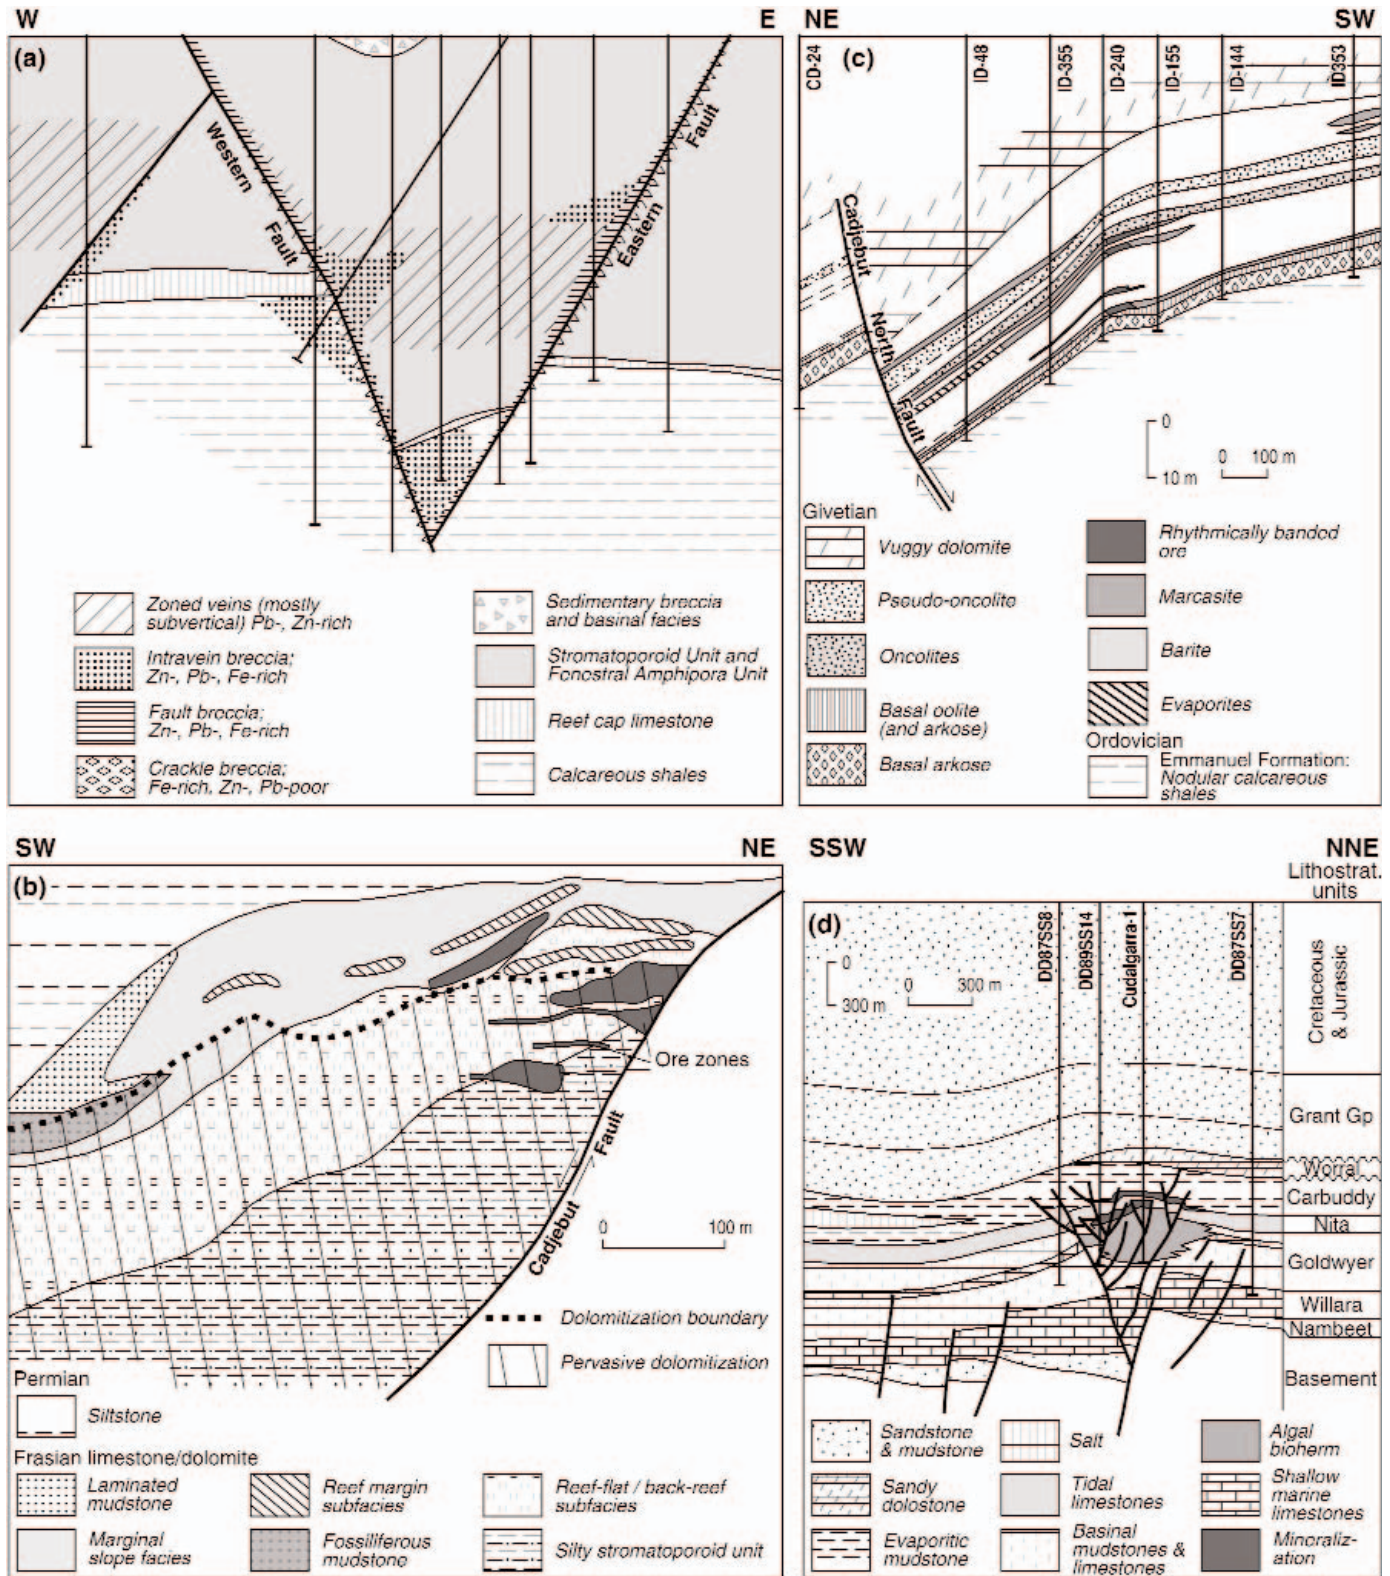 W
E
(a)
Western
Fault
Eastern
Fault
Zoned veins (mostly
subvertical) Pb-, Zn-rich
Intravein breccia;
Zn-, Pb-, Fe-rich
Fault breccia;
Zn-, Pb-, Fe-rich
Crackle breccia;
Fe-rich, Zn-, Pb-poor
Sedimentary breccia
and basinal facies
Stromatoporoid Unit and
Fenestral Amphipora Unit
Reef cap limestone
Calcareous shales
NE
SW
(c)
CD-24
ID-48
ID-355
ID-240
ID-155
ID-144
ID353
Cadjebut
North
Fault
0
10 m
0 100 m
Givetian
Vuggy dolomite
Pseudo-oncolite
Oncolites
Basal oolite
(and arkose)
Basal arkose
Rhythmically banded
ore
Marcasite
Barite
Evaporites
Ordovician
Emmanuel Formation:
Nodular calcareous
shales
SW
NE
(b)
Ore zones
Cadjebut Fault
0 100 m
Dolomitization boundary
Pervasive dolomitization
Permian
Siltstone
Frasian limestone/dolomite
Laminated
mudstone
Marginal
slope facies
Reef margin
subfacies
Fossiliferous
mudstone
Reef-flat / back-reef
subfacies
Silty stromatoporoid unit
SSW
NNE
Lithostrat.
units
(d)
DD87SS8
DD89SS14
Cudalgarra-1
DD87SS7
0
300 m
0 300 m
Cretaceous
& Jurassic
Grant Gp
Worral
Carbuddy
Nita
Goldwyer
Willara
Nambeet
Basement
Sandstone
& mudstone
Sandy
dolostone
Evaporitic
mudstone
Salt
Tidal
limestones
Basinal
mudstones &
limestones
Algal
bioherm
Shallow
marine
limestones
Mineraliz-
ation